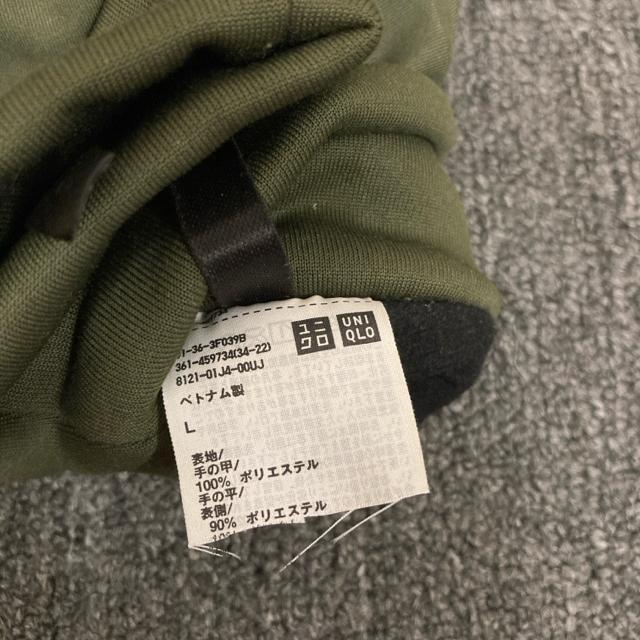 ユニ
クロ
UNI
QLO
1-36-3F039B
361-459734(34-22)
8121-01J4-00UJ
ベトナム製
L
表地/
手の甲/
100% ポリエステル
手の平/
表側/
90% ポリエステル